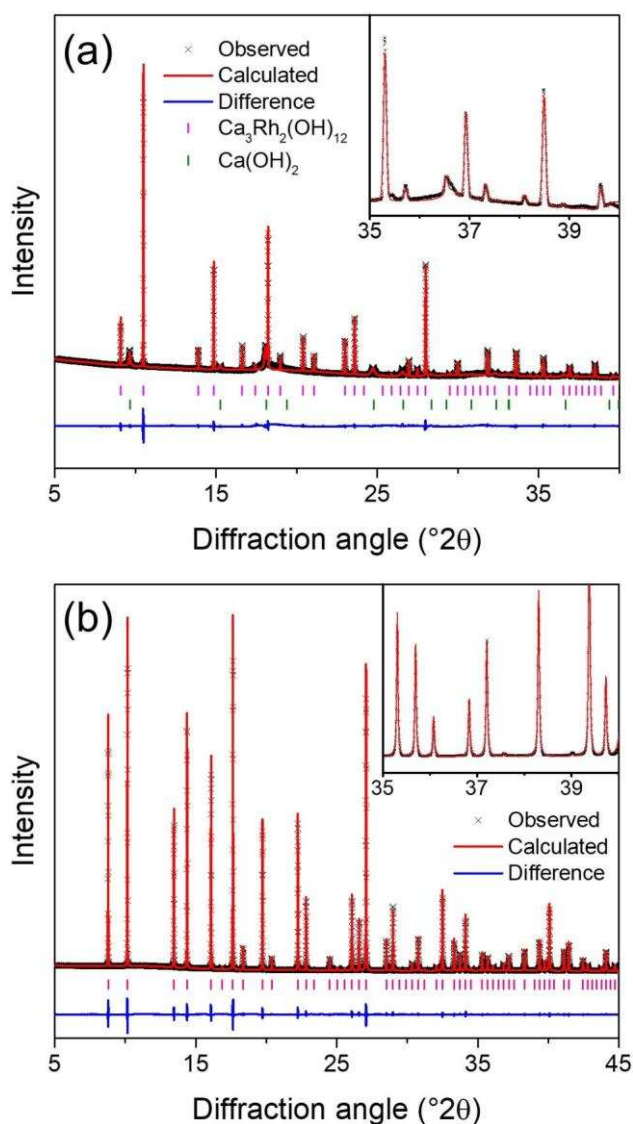 (a)
Observed
Calculated
Difference
Ca₃Rh₂(OH)₁₂
Ca(OH)₂
35 37 39
Intensity
5 15 25 35
Diffraction angle (°2θ)
(b)
35 37 39
Observed
Calculated
Difference
Intensity
5 15 25 35 45
Diffraction angle (°2θ)